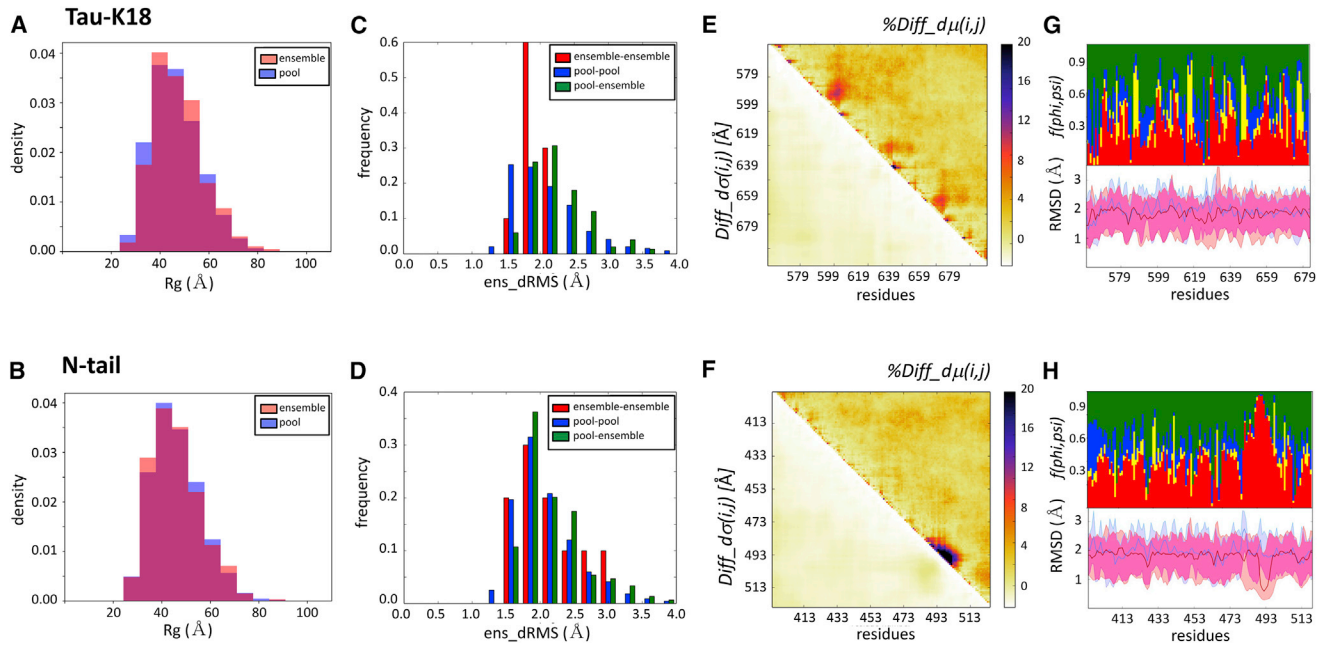 Tau-K18
A
0.04
0.03
0.02
0.01
0.00
density
20 40 60 80 100
Rg (Å)
ensemble
pool
C
0.6
0.4
0.2
0.0
frequency
0.0 0.5 1.0 1.5 2.0 2.5 3.0 3.5 4.0
ens_dRMS (Å)
ensemble-ensemble
pool-pool
pool-ensemble
E
%Diff_dμ(i,j)
Diff_dσ(i,j) [Å]
579
599
619
639
659
679
579 599 619 639 659 679
residues
20
16
12
8
4
0
G
f(phi,psi)
0.9
0.6
0.3
RMSD (Å)
3
2
1
579 599 619 639 659 679
residues
N-tail
B
0.04
0.03
0.02
0.01
0.00
density
20 40 60 80 100
Rg (Å)
ensemble
pool
D
0.4
0.3
0.2
0.1
0.0
frequency
0.0 0.5 1.0 1.5 2.0 2.5 3.0 3.5 4.0
ens_dRMS (Å)
ensemble-ensemble
pool-pool
pool-ensemble
F
%Diff_dμ(i,j)
Diff_dσ(i,j) [Å]
413
433
453
473
493
513
413 433 453 473 493 513
residues
20
16
12
8
4
0
H
f(phi,psi)
0.9
0.6
0.3
RMSD (Å)
3
2
1
413 433 453 473 493 513
residues